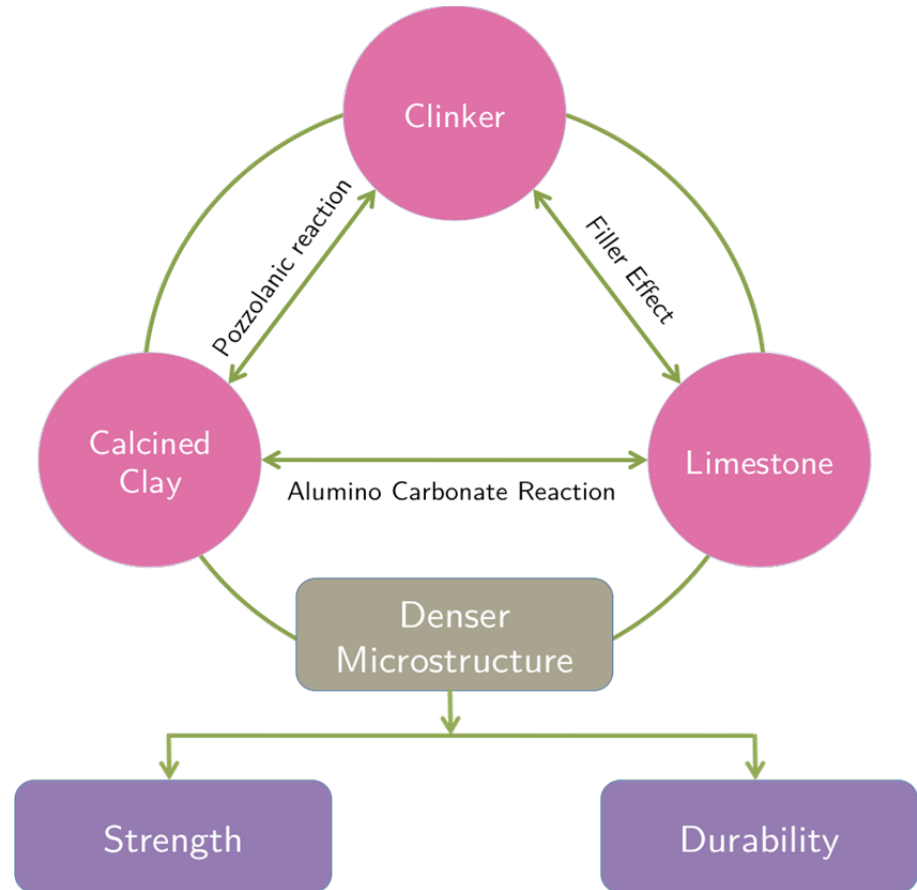 Clinker
Pozzolanic reaction
Filler Effect
Calcined
Clay
Limestone
Alumino Carbonate Reaction
Denser
Microstructure
Strength
Durability